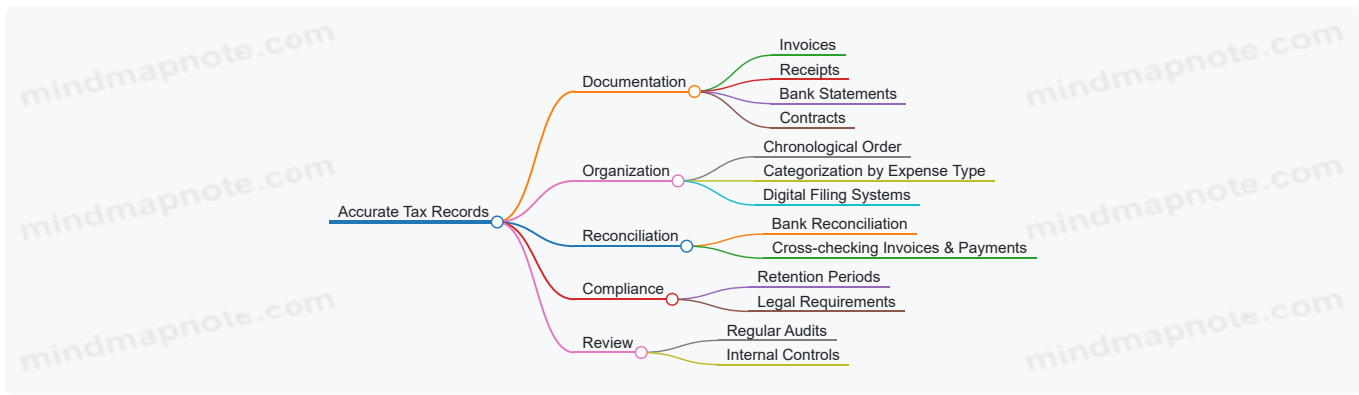 mindmapnote.com
mindmapnote.com
mindmapnote.com
Accurate Tax Records
Documentation
Invoices
Receipts
Bank Statements
Contracts
Organization
Chronological Order
Categorization by Expense Type
Digital Filing Systems
Reconciliation
Bank Reconciliation
Cross-checking Invoices & Payments
Compliance
Retention Periods
Legal Requirements
Review
Regular Audits
Internal Controls
mindmapnote.com
mindmapnote.com
mindmapnote.com